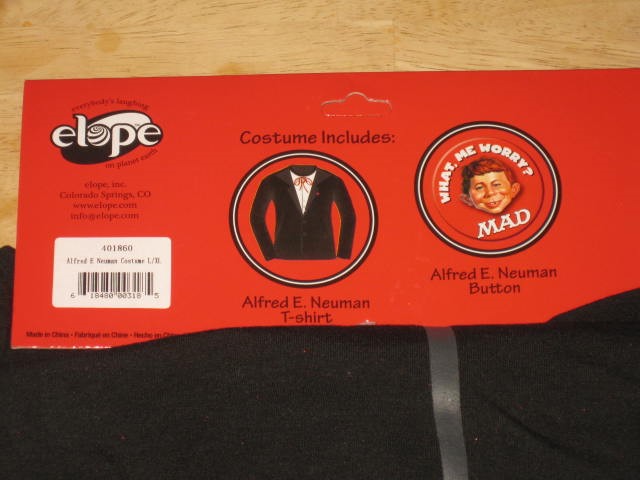 everybody's laughing
elope
on planet earth
elope, inc.
Colorado Springs, CO
www.elope.com
info@elope.com
401860
Alfred E Neuman Costume L/XL
6 18480 00318 5
Made in China • Fabriqué en Chine • Hecho en
Costume Includes:
Alfred E. Neuman
T-shirt
WHAT, ME WORRY?
MAD
Alfred E. Neuman
Button